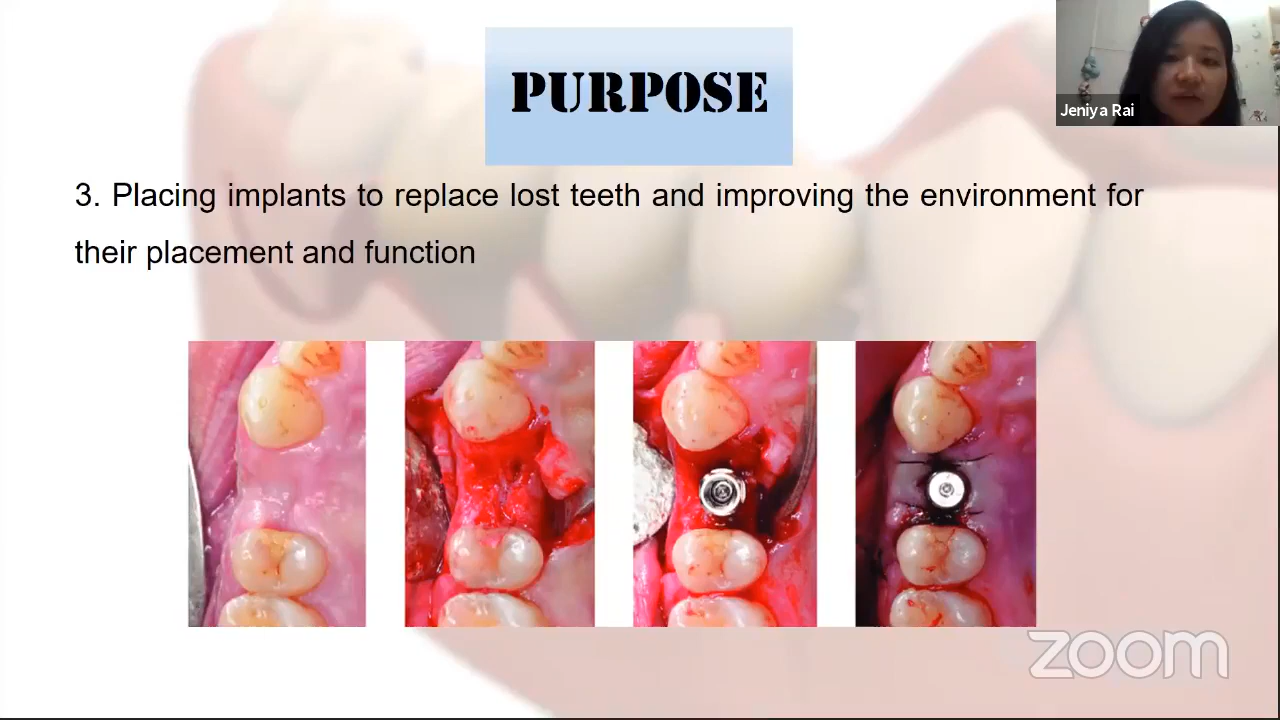 PURPOSE
Jeniya Rai
3. Placing implants to replace lost teeth and improving the environment for
their placement and function
zoom